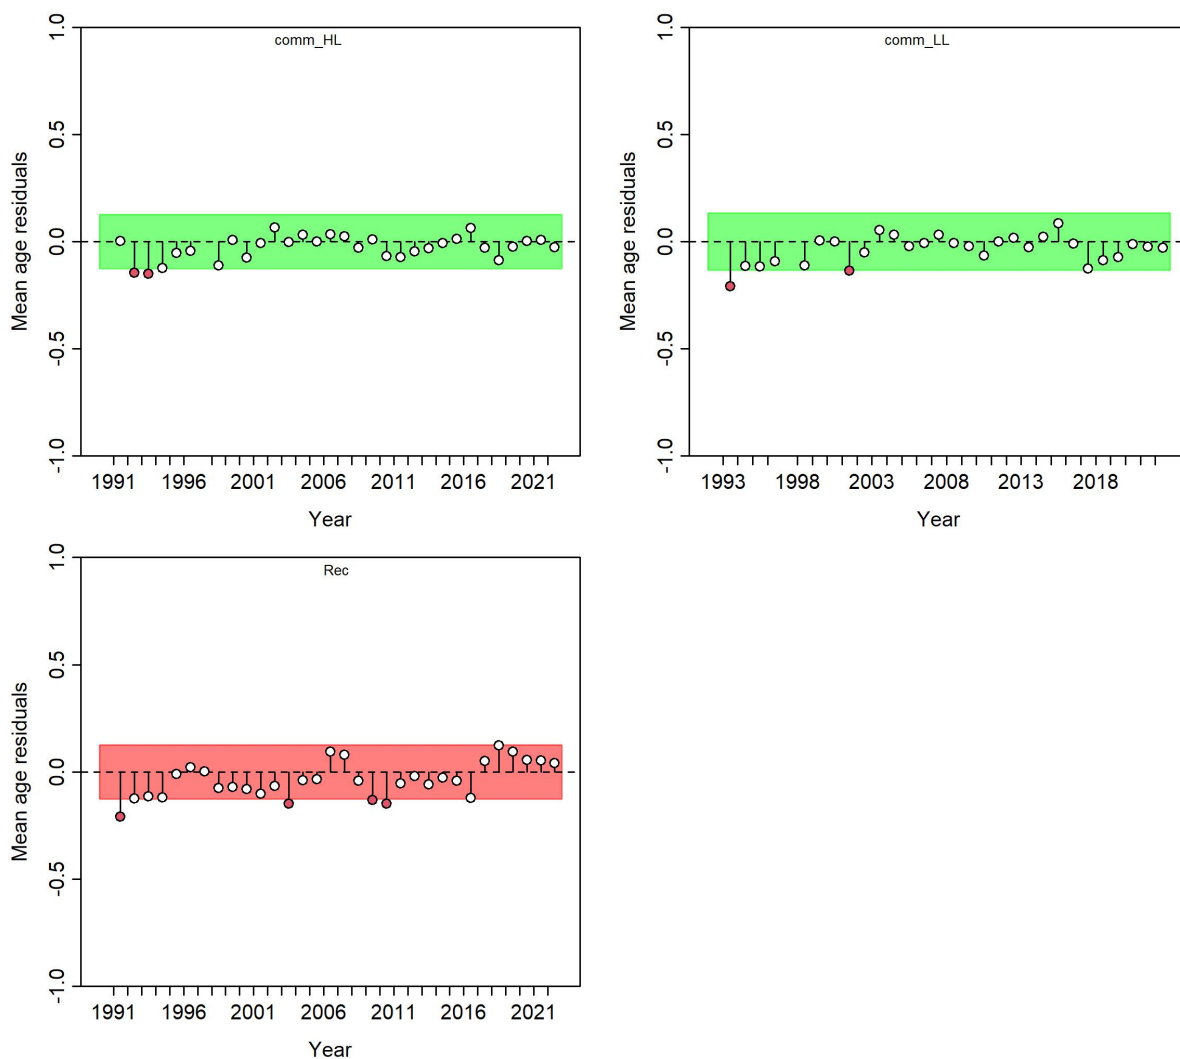 comm_HL
1.0
0.5
0.0
-0.5
-1.0
Mean age residuals
1991 1996 2001 2006 2011 2016 2021
Year
comm_LL
1.0
0.5
0.0
-0.5
-1.0
Mean age residuals
1993 1998 2003 2008 2013 2018
Year
Rec
1.0
0.5
0.0
-0.5
-1.0
Mean age residuals
1991 1996 2001 2006 2011 2016 2021
Year